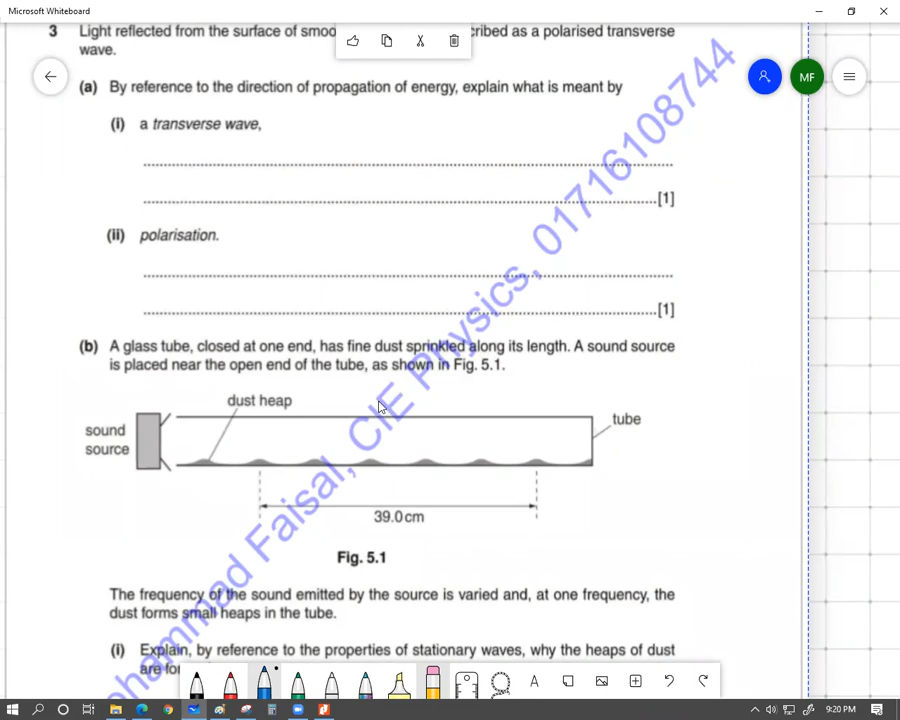 Microsoft Whiteboard
3 Light reflected from the surface of smoo cribed as a polarised transverse
wave.
MF
(a) By reference to the direction of propagation of energy, explain what is meant by
(i) a transverse wave,
[1]
(ii) polarisation.
[1]
(b) A glass tube, closed at one end, has fine dust sprinkled along its length. A sound source
is placed near the open end of the tube, as shown in Fig. 5.1.
dust heap
tube
sound
source
39.0 cm
Fig. 5.1
The frequency of the sound emitted by the source is varied and, at one frequency, the
dust forms small heaps in the tube.
(i) Explain, by reference to the properties of stationary waves, why the heaps of dust
are for
ohammad Faisal, CIE Physics, 01716108744
A
9:20 PM